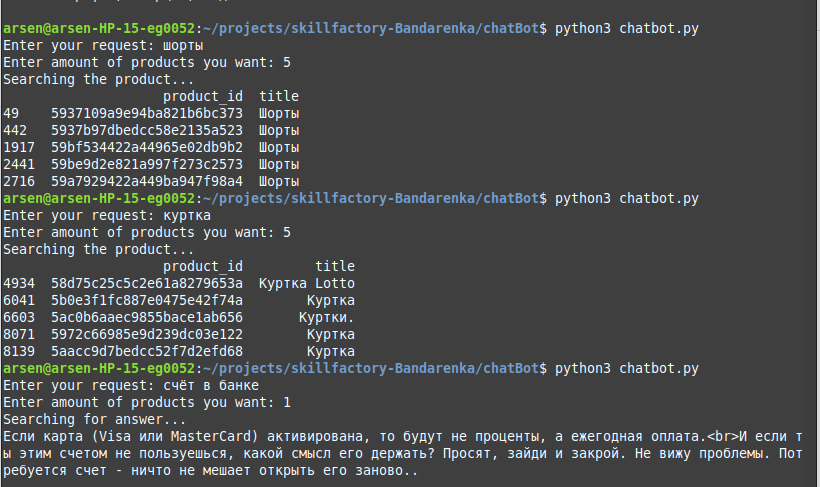 arsen@arsen-HP-15-eg0052:~/projects/skillfactory-Bandarenka/chatBot$ python3 chatbot.py
Enter your request: шорты
Enter amount of products you want: 5
Searching the product...
product_id title
49 5937109a9e94ba821b6bc373 Шорты
442 5937b97dbedcc58e2135a523 Шорты
1917 59bf534422a44965e02db9b2 Шорты
2441 59be9d2e821a997f273c2573 Шорты
2716 59a7929422a449ba947f98a4 Шорты
arsen@arsen-HP-15-eg0052:~/projects/skillfactory-Bandarenka/chatBot$ python3 chatbot.py
Enter your request: куртка
Enter amount of products you want: 5
Searching the product...
product_id title
4934 58d75c25c5c2e61a8279653a Куртка Lotto
6041 5b0e3f1fc887e0475e42f74a Куртка
6603 5ac0b6aaec9855bace1ab656 Куртки.
8071 5972c66985e9d239dc03e122 Куртка
8139 5aacc9d7bedcc52f7d2efd68 Куртка
arsen@arsen-HP-15-eg0052:~/projects/skillfactory-Bandarenka/chatBot$ python3 chatbot.py
Enter your request: счёт в банке
Enter amount of products you want: 1
Searching for answer...
Если карта (Visa или MasterCard) активирована, то будут не проценты, а ежегодная оплата.<br>И если т
ы этим счетом не пользуешься, какой смысл его держать? Просят, зайди и закрой. Не вижу проблемы. Пот
ребуется счет - ничто не мешает открыть его заново..